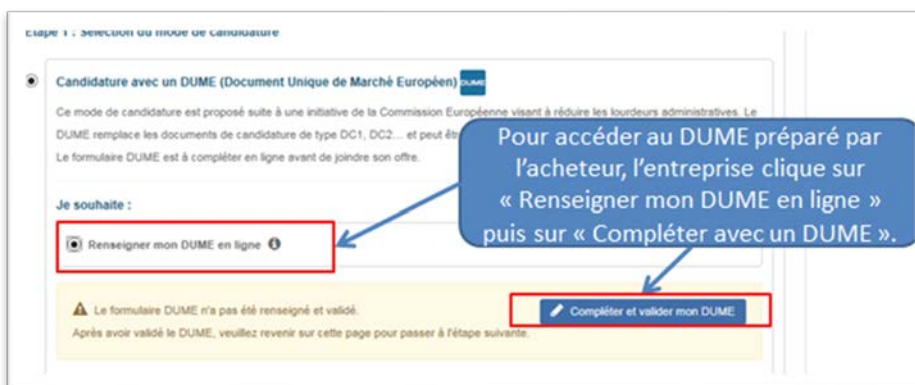 Etape 1 : Sélection du mode de candidature
Candidature avec un DUME (Document Unique de Marché Européen) DUME
Ce mode de candidature est proposé suite à une initiative de la Commission Européenne visant à réduire les lourdeurs administratives. Le
DUME remplace les documents de candidature de type DC1, DC2... et peut
Le formulaire DUME est à compléter en ligne avant de joindre son offre.
Pour accéder au DUME préparé par
l'acheteur, l'entreprise clique sur
« Renseigner mon DUME en ligne »
puis sur « Compléter avec un DUME ».
Je souhaite :
Renseigner mon DUME en ligne
Le formulaire DUME n'a pas été renseigné et validé.
Compléter et valider mon DUME
Après avoir validé le DUME, veuillez revenir sur cette page pour passer à l'étape suivante.